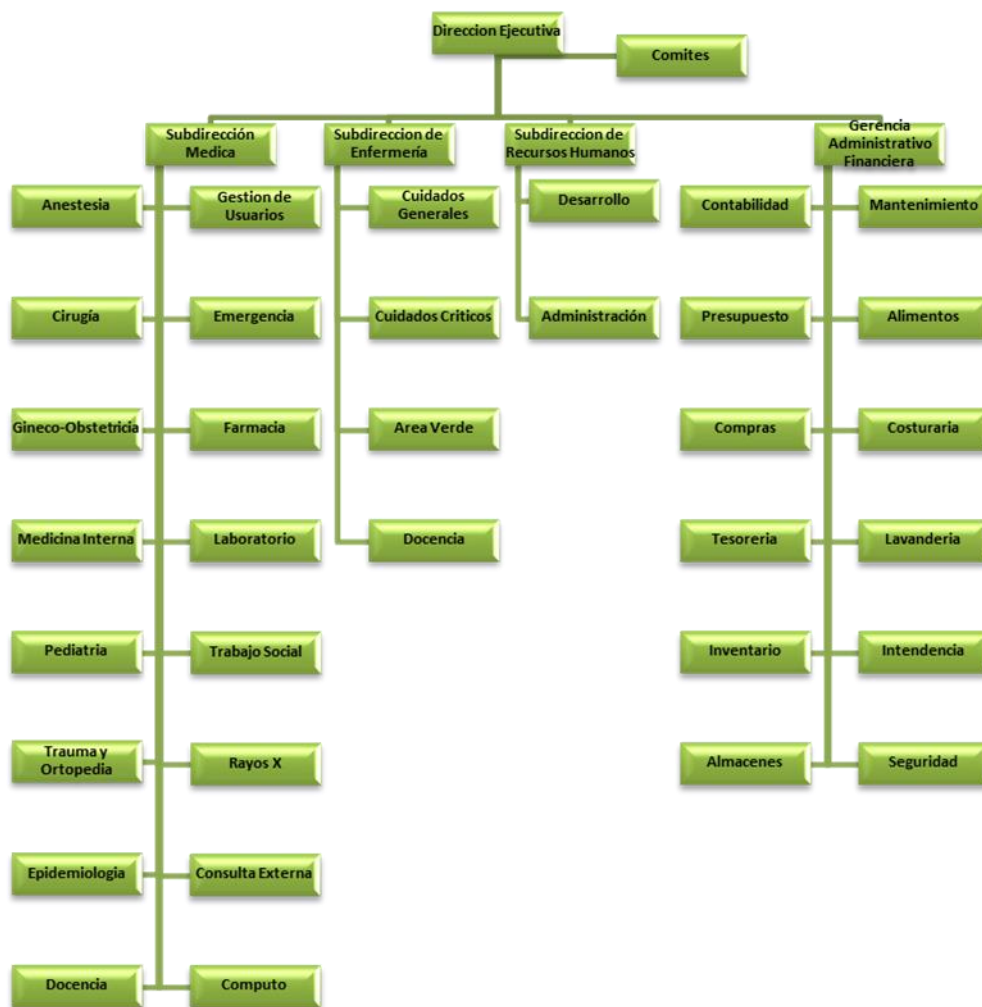 Direccion Ejecutiva
Comites
Subdirección
Medica
Subdireccion de
Enfermería
Subdireccion de
Recursos Humanos
Gerencia
Administrativo
Financiera
Anestesia
Gestion de
Usuarios
Cuidados
Generales
Desarrollo
Contabilidad
Mantenimiento
Cirugía
Emergencia
Cuidados Criticos
Administración
Presupuesto
Alimentos
Gineco-Obstetricia
Farmacia
Area Verde
Compras
Costuraria
Medicina Interna
Laboratorio
Docencia
Tesoreria
Lavanderia
Pediatria
Trabajo Social
Inventario
Intendencia
Trauma y
Ortopedia
Rayos X
Almacenes
Seguridad
Epidemiologia
Consulta Externa
Docencia
Computo